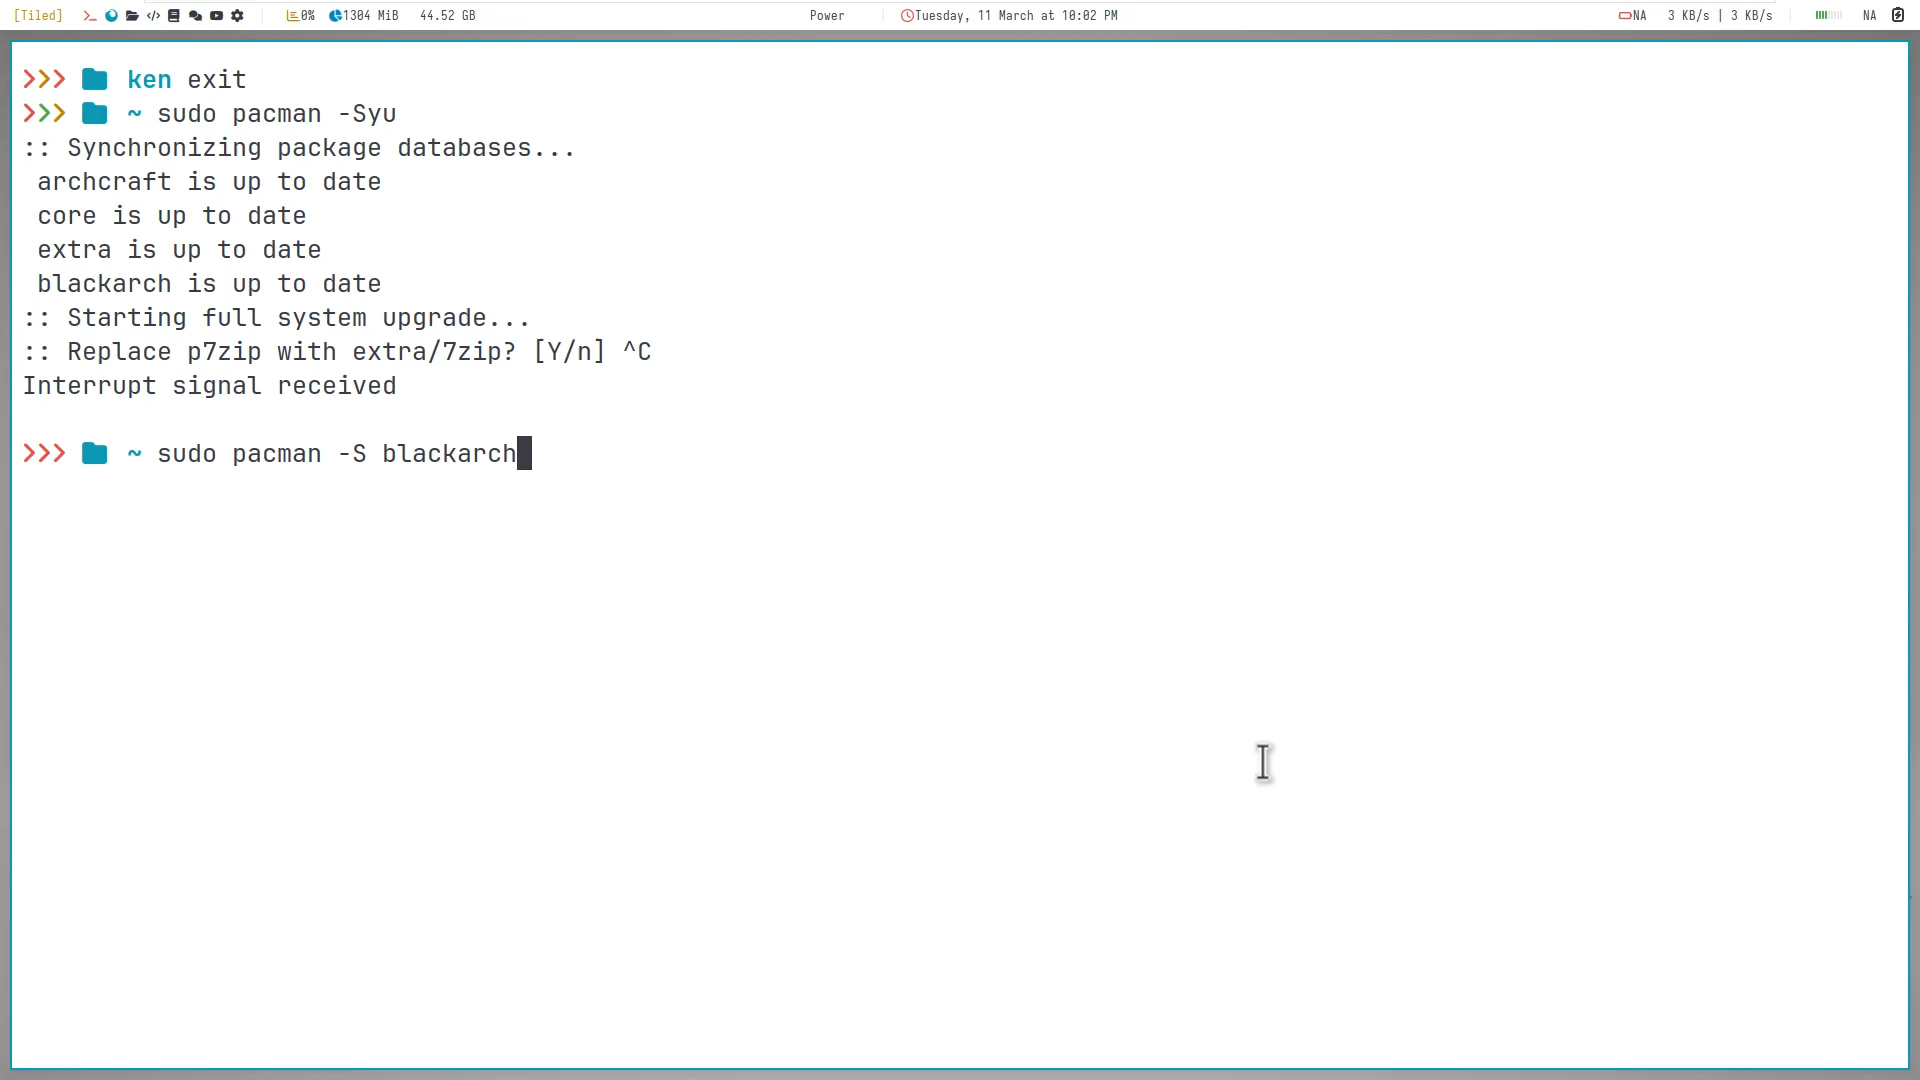 [Tiled] 0% 1304 MiB 44.52 GB Power Tuesday, 11 March at 10:02 PM NA 3 KB/s | 3 KB/s NA
>>> ken exit
>>> ~ sudo pacman -Syu
:: Synchronizing package databases...
archcraft is up to date
core is up to date
extra is up to date
blackarch is up to date
:: Starting full system upgrade...
:: Replace p7zip with extra/7zip? [Y/n] ^C
Interrupt signal received
>>> ~ sudo pacman -S blackarch